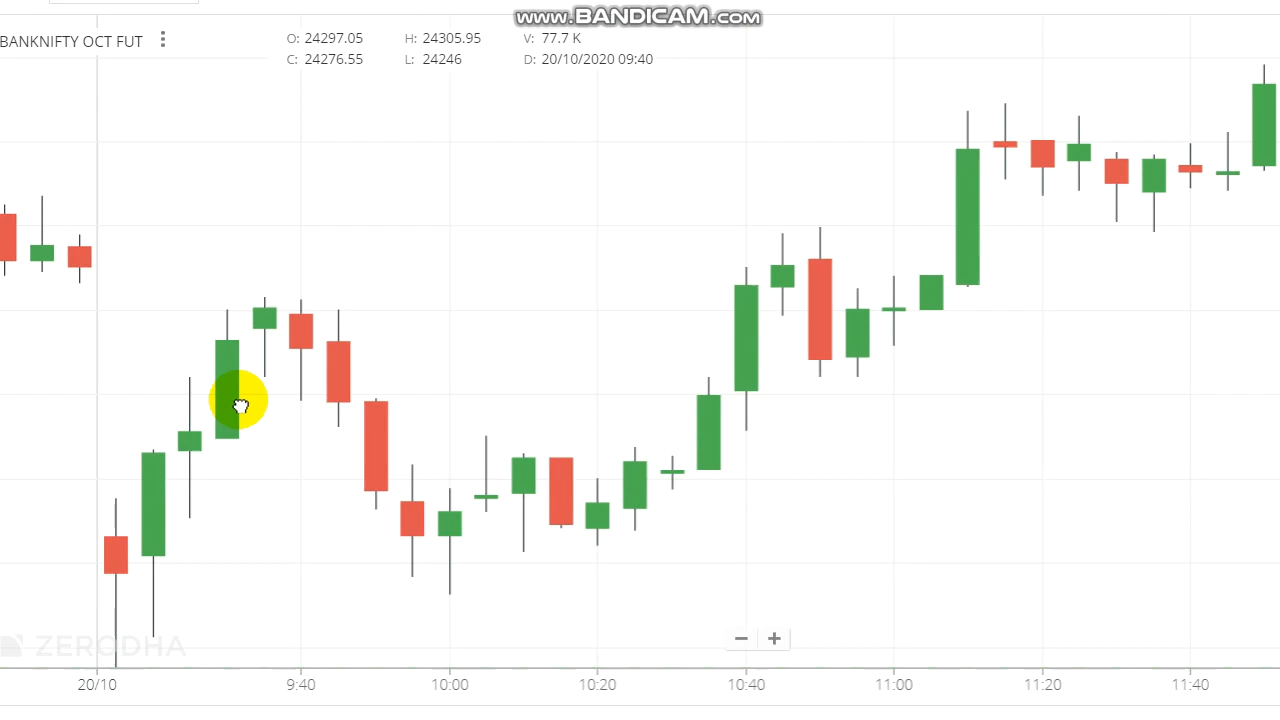 www.BANDICAM.com
BANKNIFTY OCT FUT
O: 24297.05 H: 24305.95 V: 77.7 K
C: 24276.55 L: 24246 D: 20/10/2020 09:40
ZERODHA
20/10 9:40 10:00 10:20 10:40 11:00 11:20 11:40